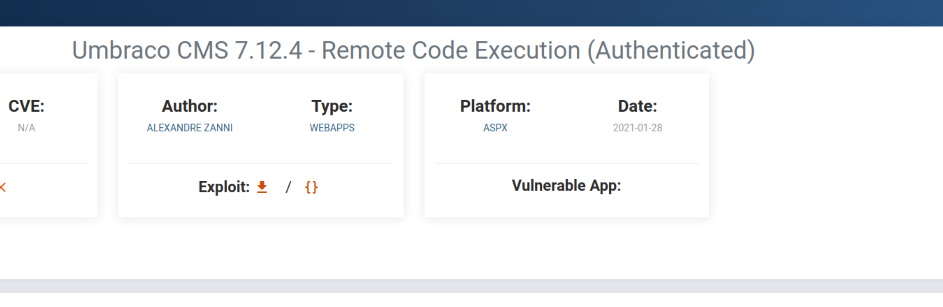 Umbraco CMS 7.12.4 - Remote Code Execution (Authenticated)
CVE:
N/A
Author:
ALEXANDRE ZANNI
Type:
WEBAPPS
Platform:
ASPX
Date:
2021-01-28
Exploit: / {}
Vulnerable App: